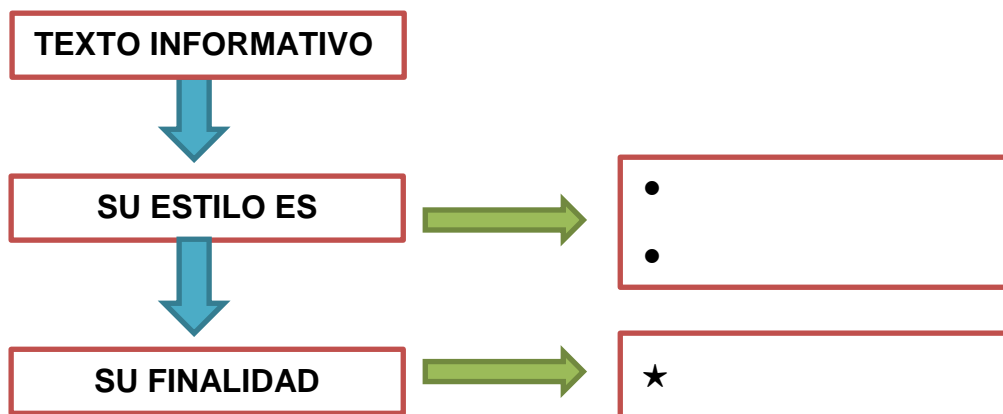 TEXTO INFORMATIVO
SU ESTILO ES
•
•
SU FINALIDAD
★